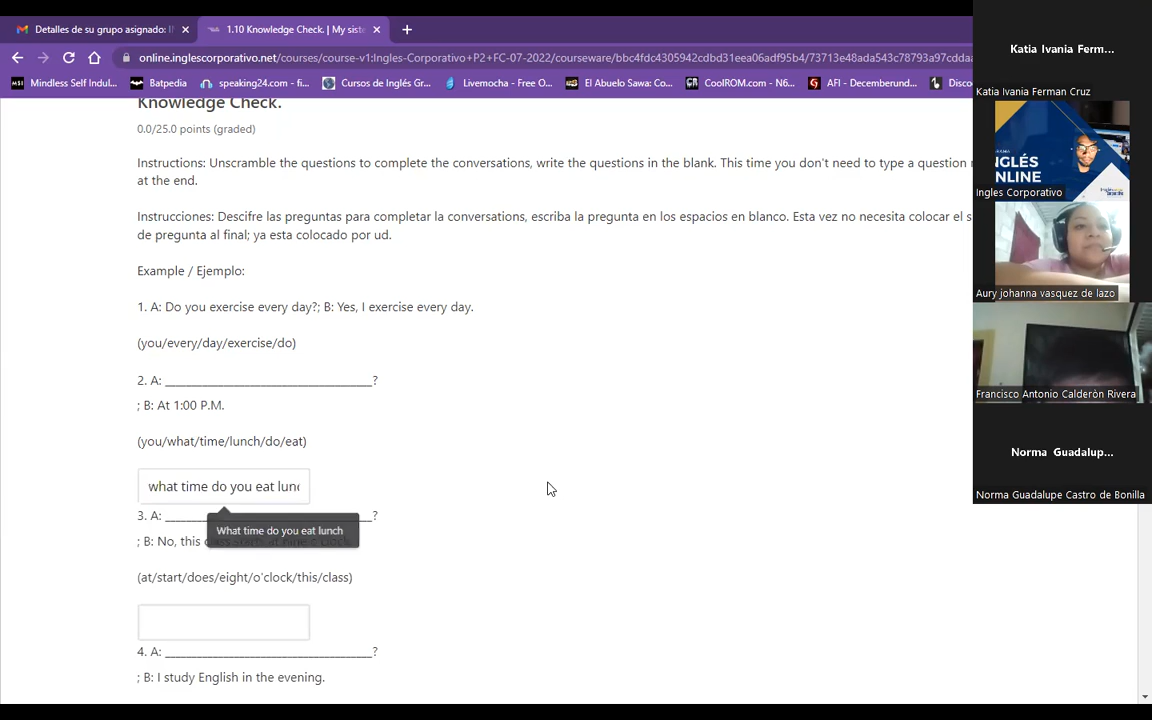 Detalles de su grupo asignado: I
1.10 Knowledge Check. | My siste
online.inglescorporativo.net/courses/course-v1:Ingles-Corporativo+P2+FC-07-2022/courseware/bbc4fdc4305942cdbd31eea06adf95b4/73713e48ada543c78793a97cdda
Mindless Self Indul...
Batpedia
speaking24.com - fi...
Cursos de Inglés Gr...
Livemocha - Free O...
El Abuelo Sawa: Co...
CoolROM.com - N6...
AFI - Decemberund...
Disco
Knowledge Check.
0.0/25.0 points (graded)
Instructions: Unscramble the questions to complete the conversations, write the questions in the blank. This time you don't need to type a question
at the end.
Instrucciones: Descifre las preguntas para completar la conversations, escriba la pregunta en los espacios en blanco. Esta vez no necesita colocar el s
de pregunta al final; ya esta colocado por ud.
Example / Ejemplo:
1. A: Do you exercise every day?; B: Yes, I exercise every day.
(you/every/day/exercise/do)
2. A: ___________________________________?
; B: At 1:00 P.M.
(you/what/time/lunch/do/eat)
what time do you eat lunc
What time do you eat lunch
3. A: ___________________________________?
; B: No, this
(at/start/does/eight/o'clock/this/class)
4. A: ___________________________________?
; B: I study English in the evening.
Katia Ivania Ferm...
Katia Ivania Ferman Cruz
INGLÉS
NLINE
Ingles Corporativo
Aury johanna vasquez de lazo
Francisco Antonio Calderòn Rivera
Norma Guadalup...
Norma Guadalupe Castro de Bonilla